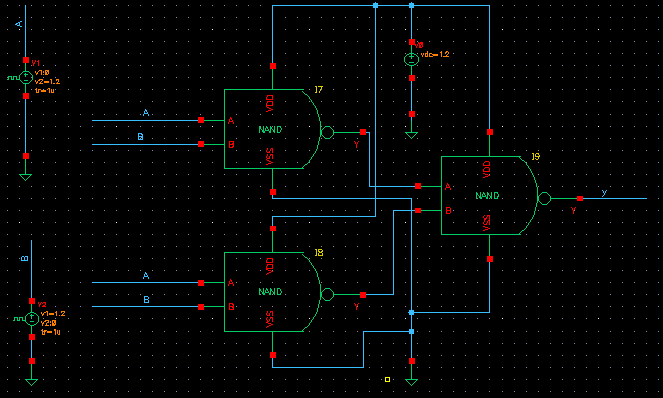 A
V1
v1:0
v2=1.2
tr=1u
V3
vdc=1.2
I7
A
A
VDD
NAND
VSS
B
B
Y
I9
A
VDD
NAND
VSS
B
Y
y
B
V2
v1=1.2
v2:0
tr=1u
I8
A
A
VDD
NAND
VSS
B
B
Y